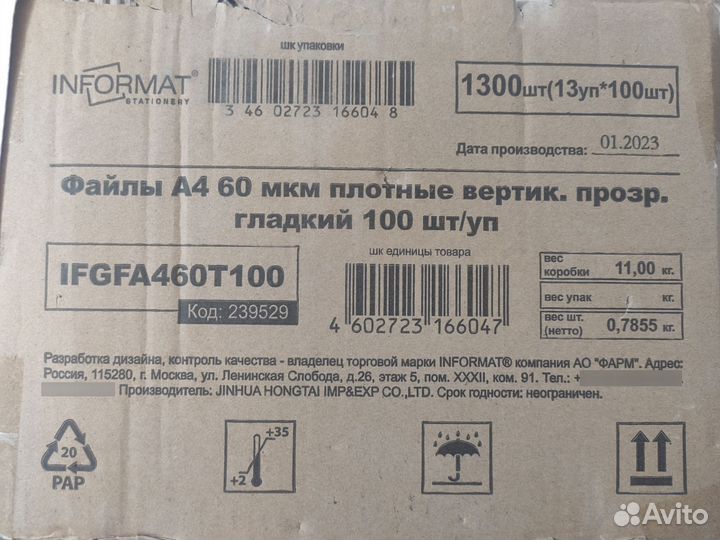 INFORMAT®
STATIONERY
шк упаковки
3 46 02723 16604 8
1300шт(13уп*100шт)
Дата производства: 01.2023
Файлы А4 60 мкм плотные вертик. прозр.
гладкий 100 шт/уп
шк единицы товара
IFGFA460T100
Код: 239529
4 602723 166047
вес коробки 11,00 кг.
вес упак кг.
вес шт. (нетто) 0,7855 кг.
Разработка дизайна, контроль качества - владелец торговой марки INFORMAT® компания АО "ФАРМ". Адрес:
Россия, 115280, г. Москва, ул. Ленинская Слобода, д.26, этаж 5, пом. XXXII, ком. 91. Тел.: +
Производитель: JINHUA HONGTAI IMP&EXP CO.,LTD. Срок годности: неограничен.
20
PAP
+35
+2
Avito